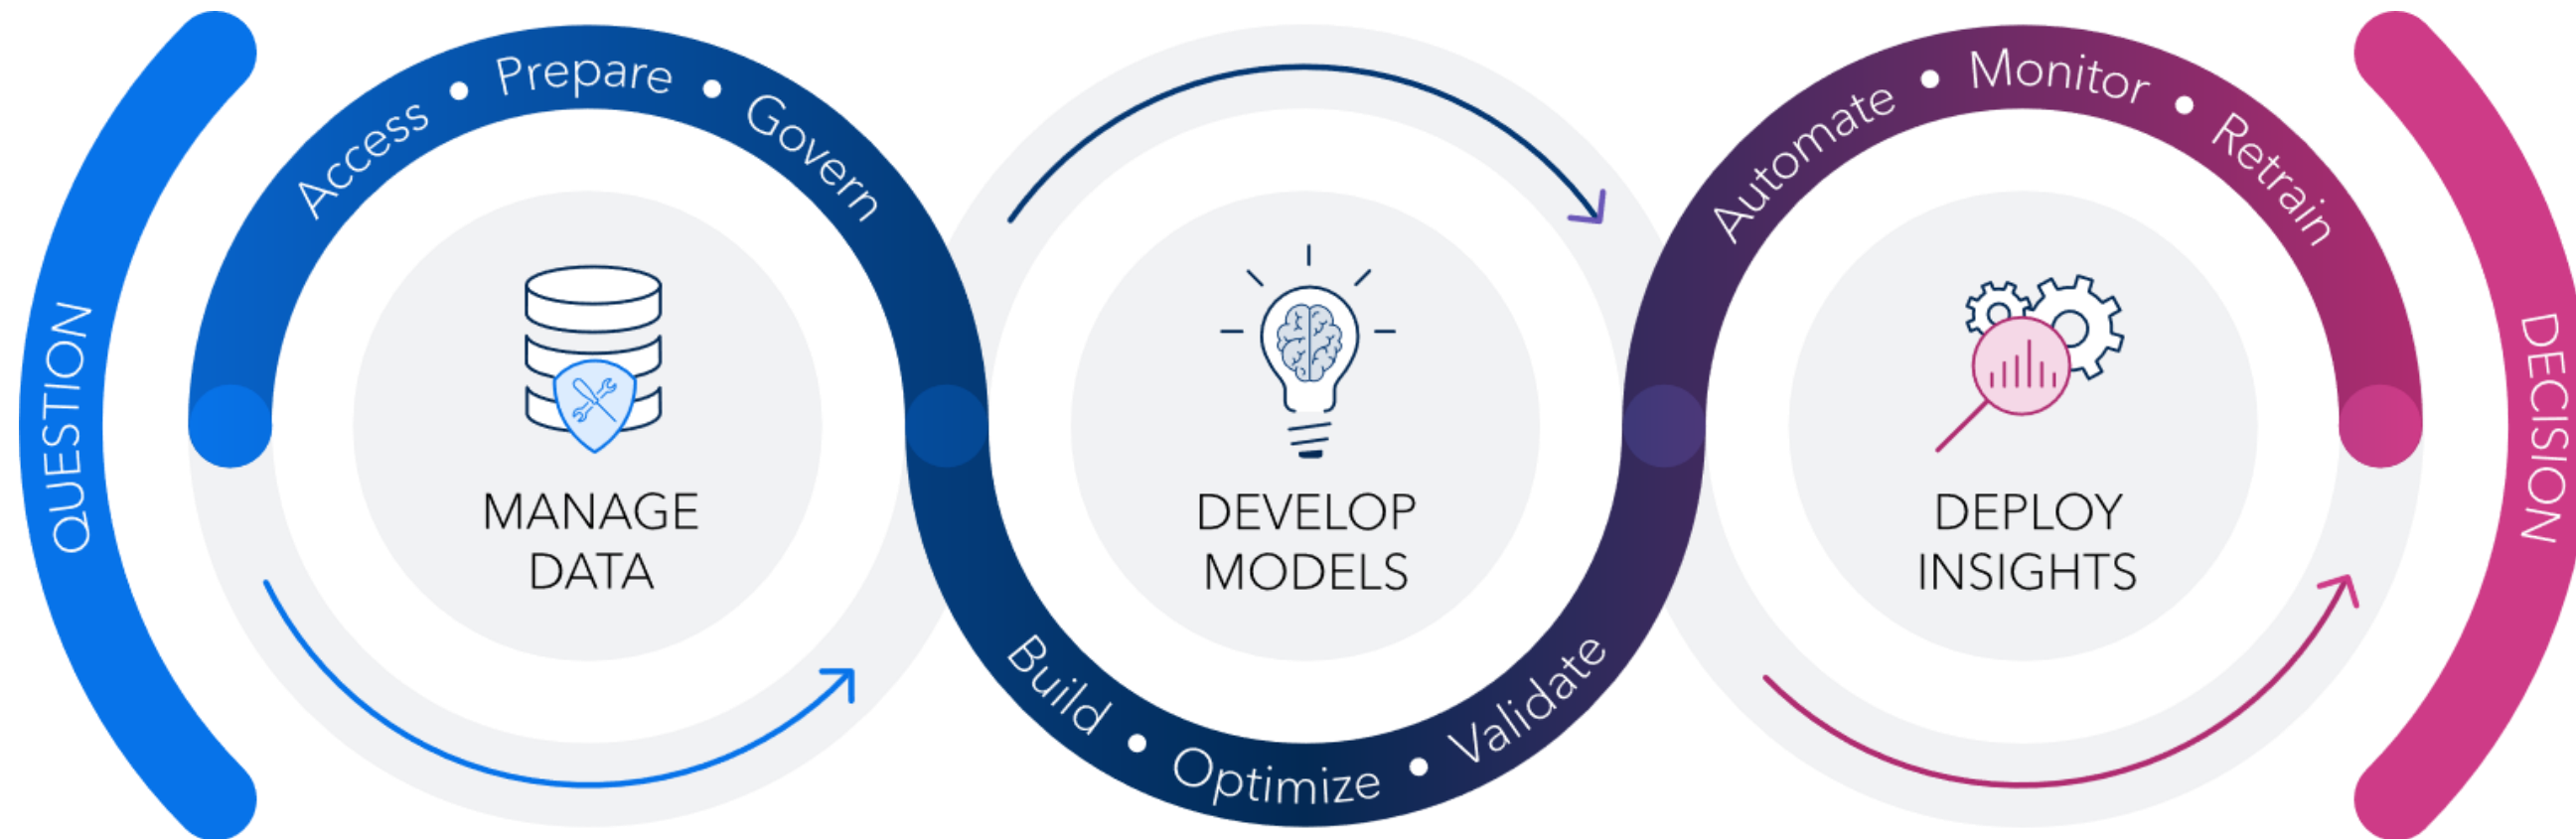 QUESTION
Access • Prepare • Govern
MANAGE
DATA
Build • Optimize • Validate
DEVELOP
MODELS
Automate • Monitor • Retrain
DEPLOY
INSIGHTS
DECISION